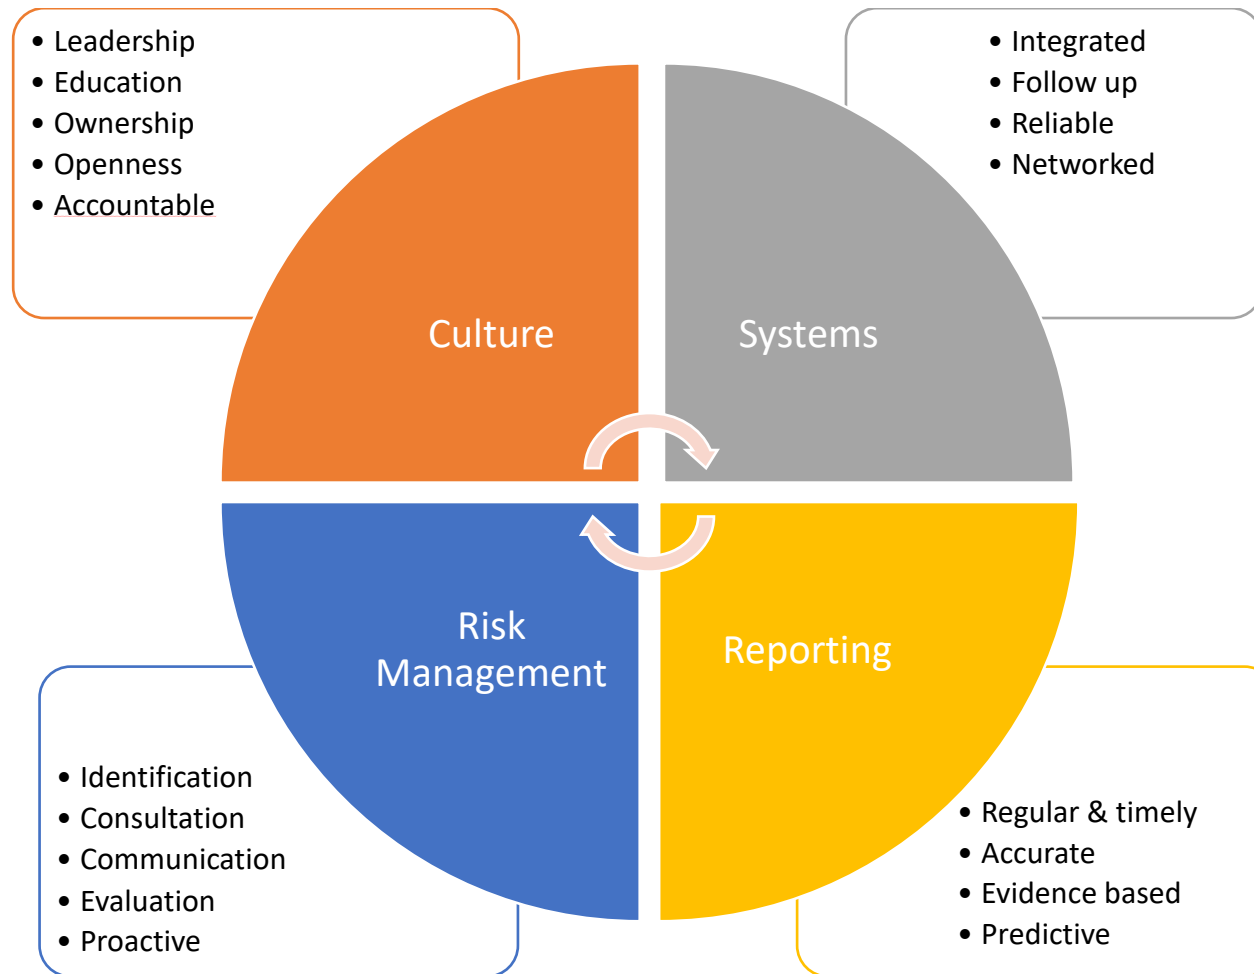 • Leadership
• Education
• Ownership
• Openness
• Accountable
• Integrated
• Follow up
• Reliable
• Networked
Culture
Systems
Risk
Management
Reporting
• Identification
• Consultation
• Communication
• Evaluation
• Proactive
• Regular & timely
• Accurate
• Evidence based
• Predictive